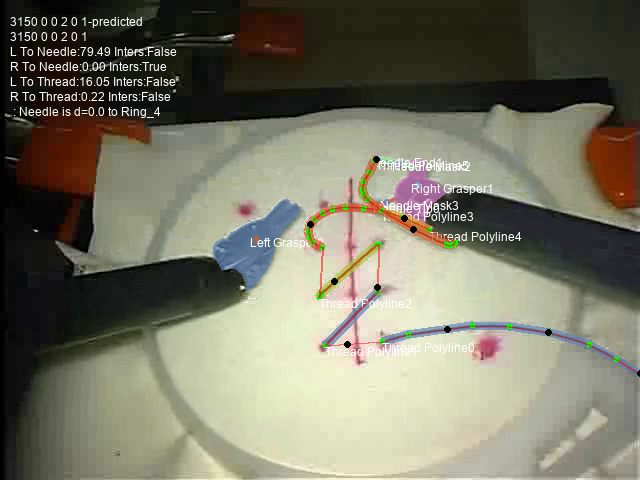 3150 0 0 2 0 1-predicted
3150 0 0 2 0 1
L To Needle:79.49 Inters:False
R To Needle:0.00 Inters:True
L To Thread:16.05 Inters:False
R To Thread:0.22 Inters:False
: Needle is d=0.0 to Ring_4
Right Grasper1
Needle Mask3
Thread Polyline3
Thread Polyline4
Left Grasp
Thread Polyline2
Thread Polyline0